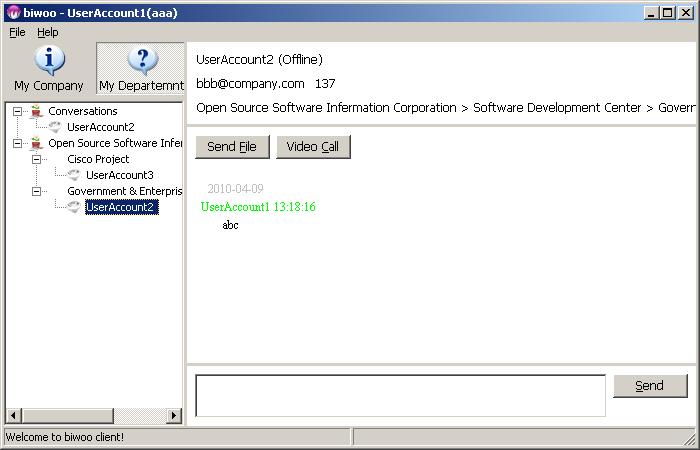 biwoo - UserAccount1(aaa)
File Help
My Company My Departemnt
Conversations
UserAccount2
Open Source Software Infer
Cisco Project
UserAccount3
Government & Enterpris
UserAccount2
UserAccount2 (Offline)
bbb@company.com 137
Open Source Software Infermation Corporation > Software Development Center > Govern
Send File Video Call
2010-04-09
UserAccount1 13:18:16
abc
Send
Welcome to biwoo client!